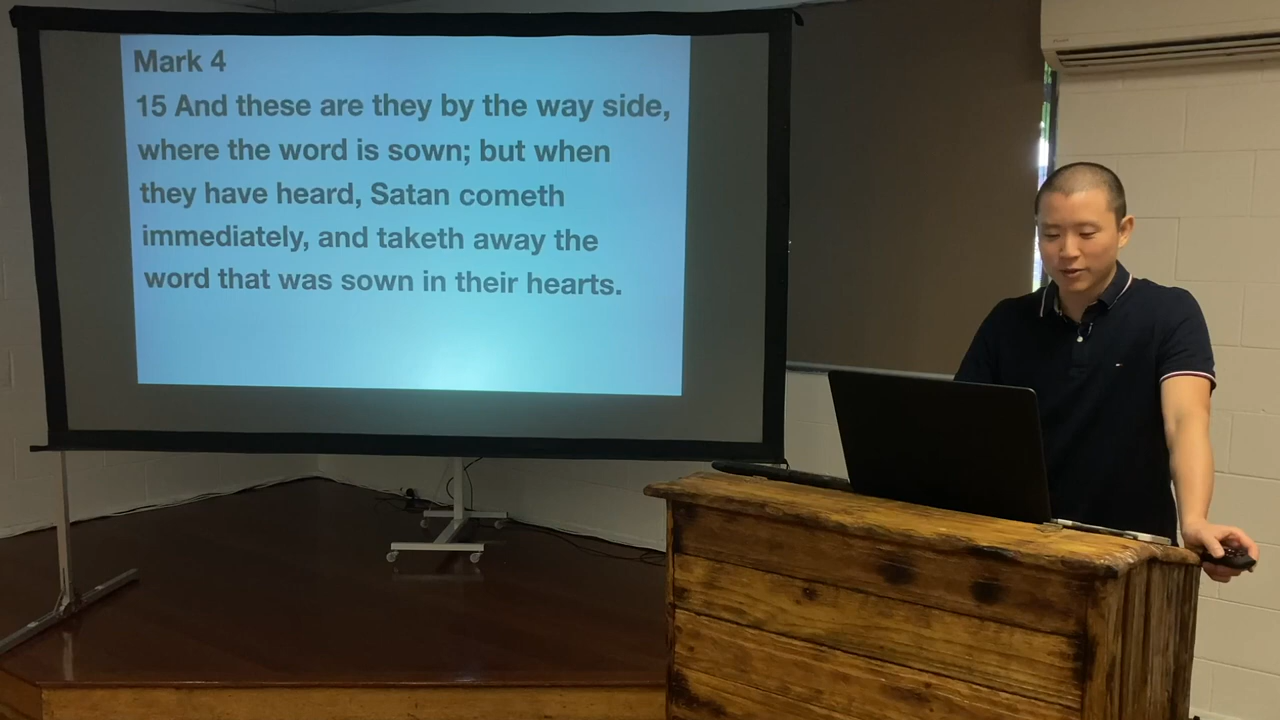 Mark 4
15 And these are they by the way side,
where the word is sown; but when
they have heard, Satan cometh
immediately, and taketh away the
word that was sown in their hearts.